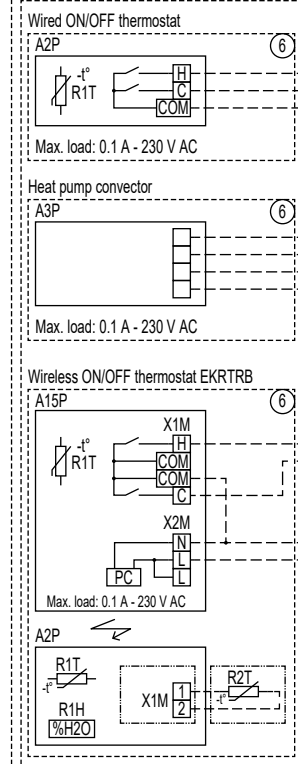 Wired ON/OFF thermostat
A2P
6
-t°
R1T
H
C
COM
Max. load: 0.1 A - 230 V AC
Heat pump convector
A3P
6
Max. load: 0.1 A - 230 V AC
Wireless ON/OFF thermostat EKRTRB
A15P
6
X1M
-t°
R1T
H
COM
COM
C
X2M
N
L
PC
L
Max. load: 0.1 A - 230 V AC
A2P
R1T
-t°
R1H
%H2O
X1M
1
2
R2T
-t°